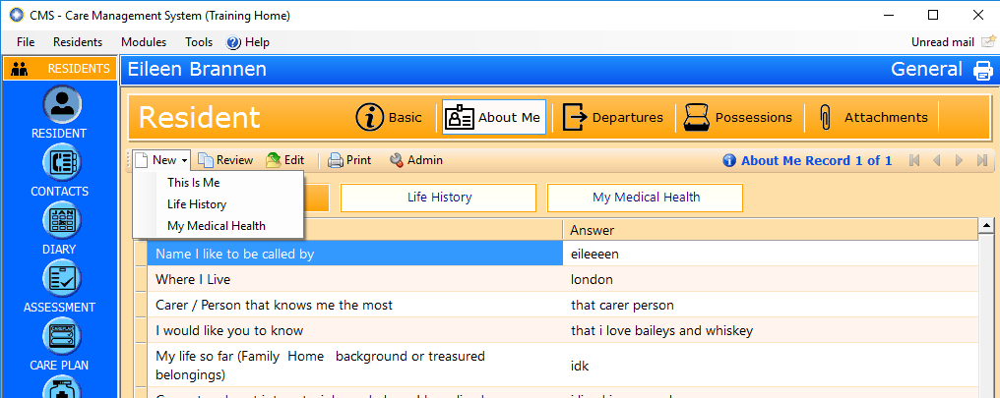 CMS - Care Management System (Training Home)
File Residents Modules Tools Help Unread mail
RESIDENTS Eileen Brannen General
Resident Basic About Me Departures Possessions Attachments
RESIDENT
New Review Edit Print Admin About Me Record 1 of 1
This Is Me
Life History
My Medical Health
Life History My Medical Health
CONTACTS
DIARY
ASSESSMENT
CARE PLAN
Answer
Name I like to be called by eileeeen
Where I Live london
Carer / Person that knows me the most that carer person
I would like you to know that i love baileys and whiskey
My life so far (Family Home background or treasured
belongings) idk